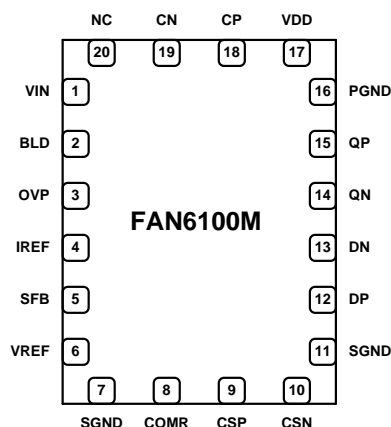 NC CN CP VDD
20 19 18 17
VIN 1 16 PGND
BLD 2 15 QP
OVP 3 14 QN
FAN6100M
IREF 4 13 DN
SFB 5 12 DP
VREF 6 11 SGND
7 8 9 10
SGND COMR CSP CSN